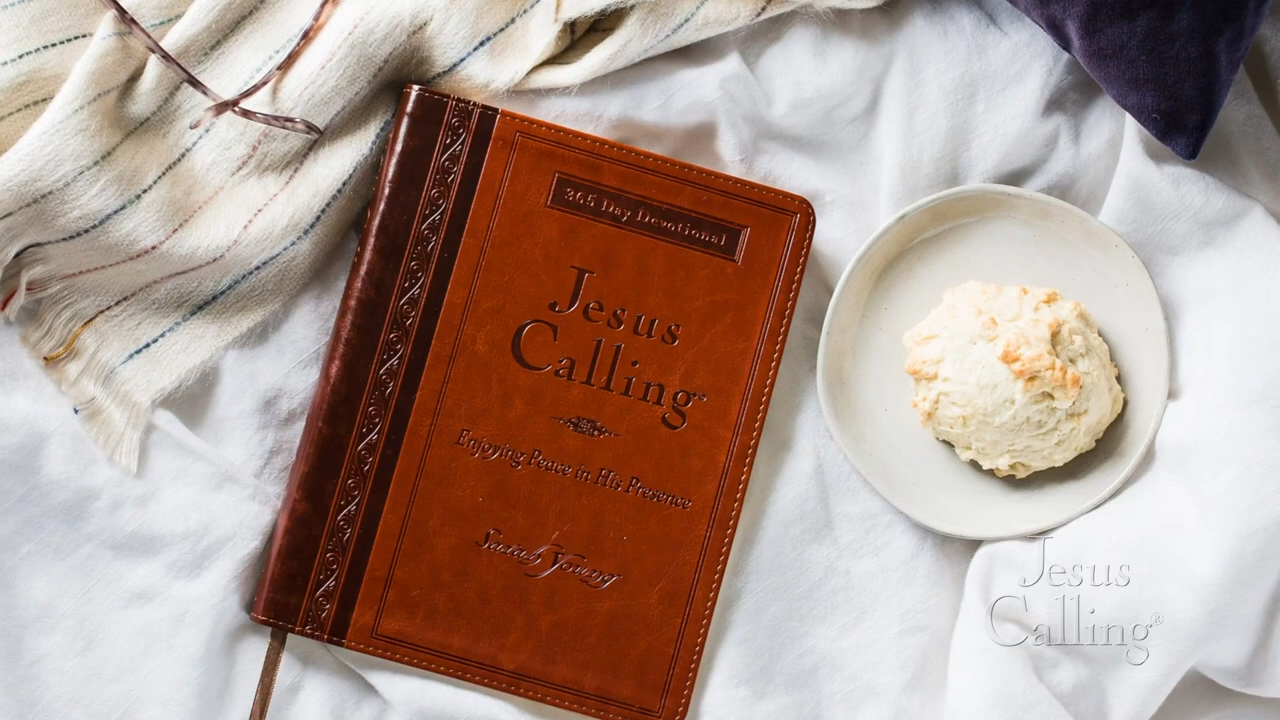 365 Day Devotional
Jesus
Calling®
Enjoying Peace in His Presence
Sarah Young
Jesus
Calling®